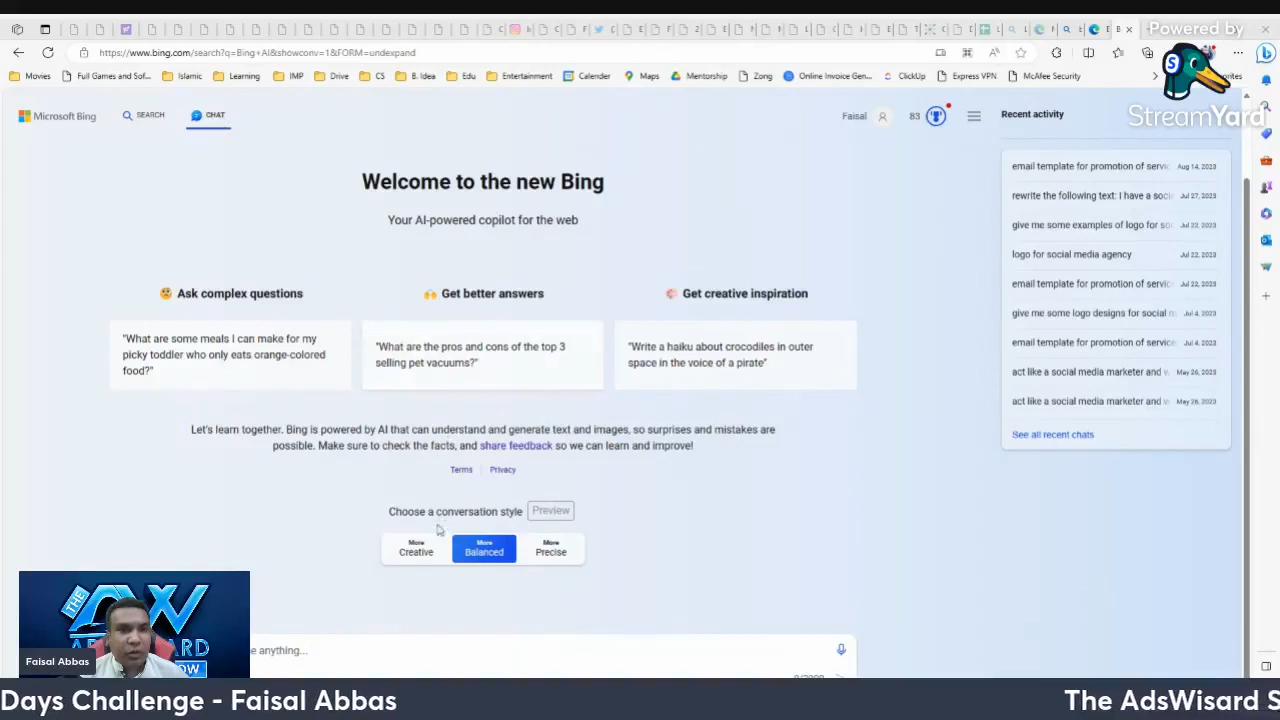 Powered by
StreamYard
https://www.bing.com/search?q=Bing+AI&showconv=1&FORM=undexpand
Movies
Full Games and Sof...
Islamic
Learning
IMP
Drive
CS
B. Idea
Edu
Entertainment
Calender
Maps
Mentorship
Zong
Online Invoice Gen...
ClickUp
Express VPN
McAfee Security
Microsoft Bing
SEARCH
CHAT
Faisal
83
Recent activity
Welcome to the new Bing
Your AI-powered copilot for the web
Ask complex questions
"What are some meals I can make for my
picky toddler who only eats orange-colored
food?"
Get better answers
"What are the pros and cons of the top 3
selling pet vacuums?"
Get creative inspiration
"Write a haiku about crocodiles in outer
space in the voice of a pirate"
Let's learn together. Bing is powered by AI that can understand and generate text and images, so surprises and mistakes are
possible. Make sure to check the facts, and share feedback so we can learn and improve!
Terms
Privacy
Choose a conversation style Preview
More
Creative
More
Balanced
More
Precise
e anything...
email template for promotion of servic Aug 14, 2023
rewrite the following text: I have a soci Jul 27, 2023
give me some examples of logo for so Jul 22, 2023
logo for social media agency Jul 22, 2023
email template for promotion of servic Jul 22, 2023
give me some logo designs for social m Jul 4, 2023
email template for promotion of service Jul 4, 2023
act like a social media marketer and w May 26, 2023
act like a social media marketer and w May 26, 2023
See all recent chats
THE
Faisal Abbas
Days Challenge - Faisal Abbas
The AdsWisard S